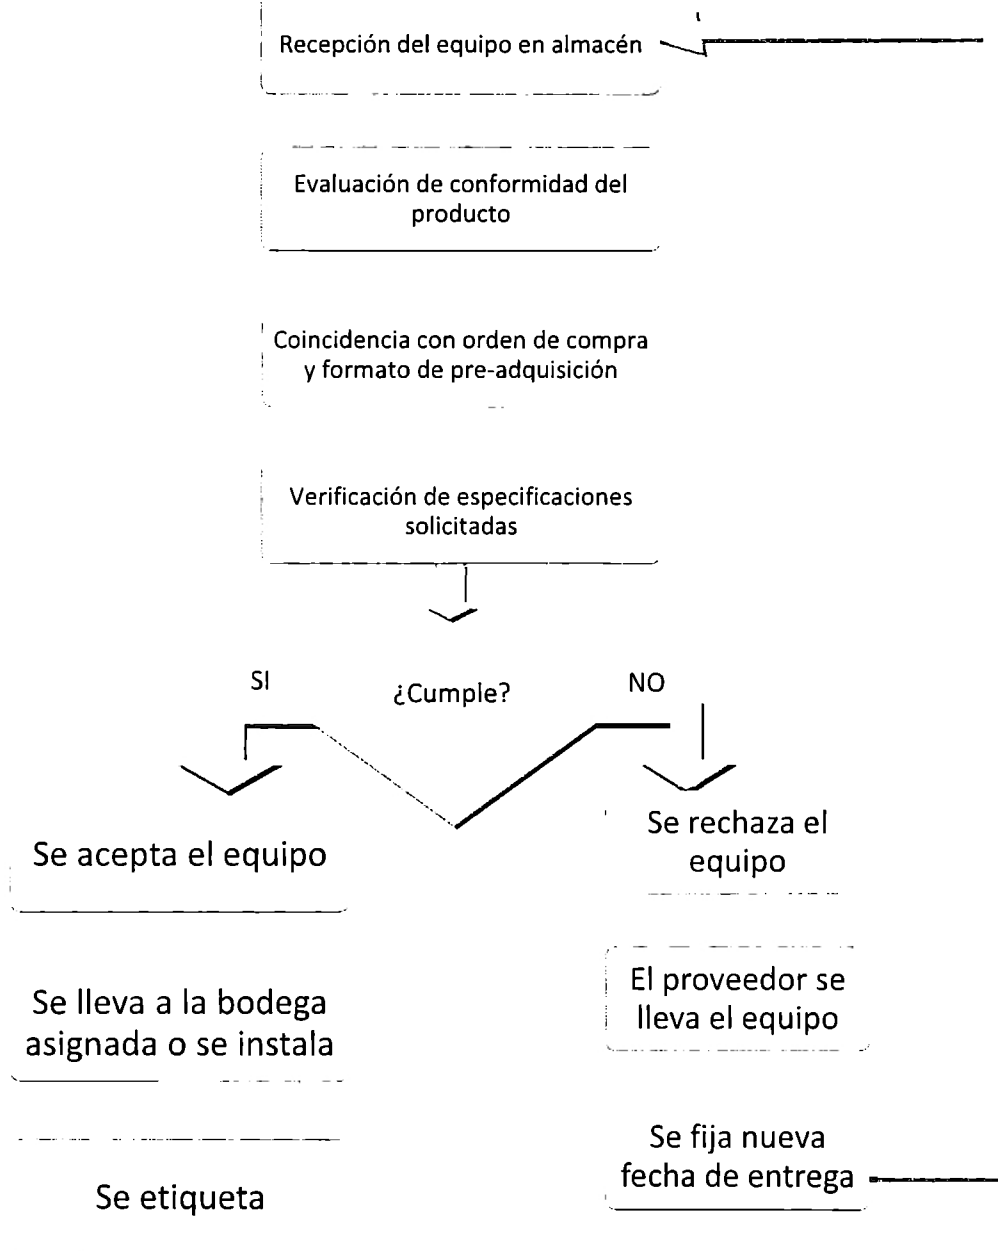 Recepción del equipo en almacén
Evaluación de conformidad del
producto
Coincidencia con orden de compra
y formato de pre-adquisición
Verificación de especificaciones
solicitadas
SI
¿Cumple?
NO
Se acepta el equipo
Se lleva a la bodega
asignada o se instala
Se etiqueta
Se rechaza el
equipo
El proveedor se
lleva el equipo
Se fija nueva
fecha de entrega